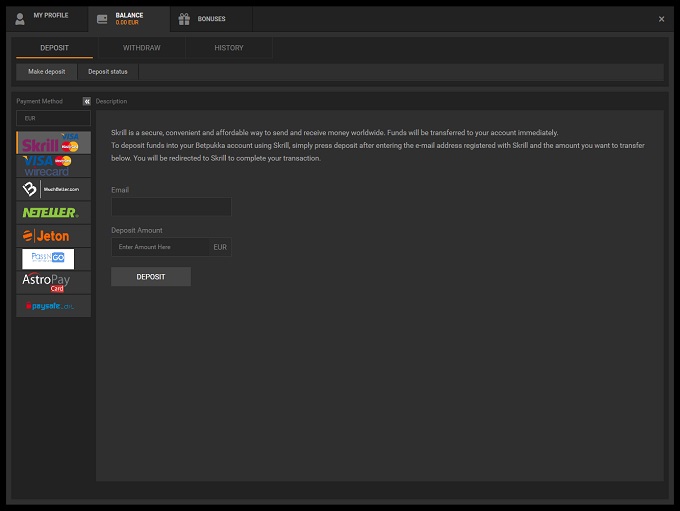 MY PROFILE
BALANCE
0.00 EUR
BONUSES
DEPOSIT
WITHDRAW
HISTORY
Make deposit
Deposit status
Payment Method
Description
EUR
Skrill is a secure, convenient and affordable way to send and receive money worldwide. Funds will be transferred to your account immediately.
To deposit funds into your Betpukka account using Skrill, simply press deposit after entering the e-mail address registered with Skrill and the amount you want to transfer
below. You will be redirected to Skrill to complete your transaction.
Email
Deposit Amount
Enter Amount Here
EUR
DEPOSIT
VISA
Skrill
VISA
wirecard
MuchBetter.com
NETELLER
Jeton
GO
AstroPay
Card
paysafe